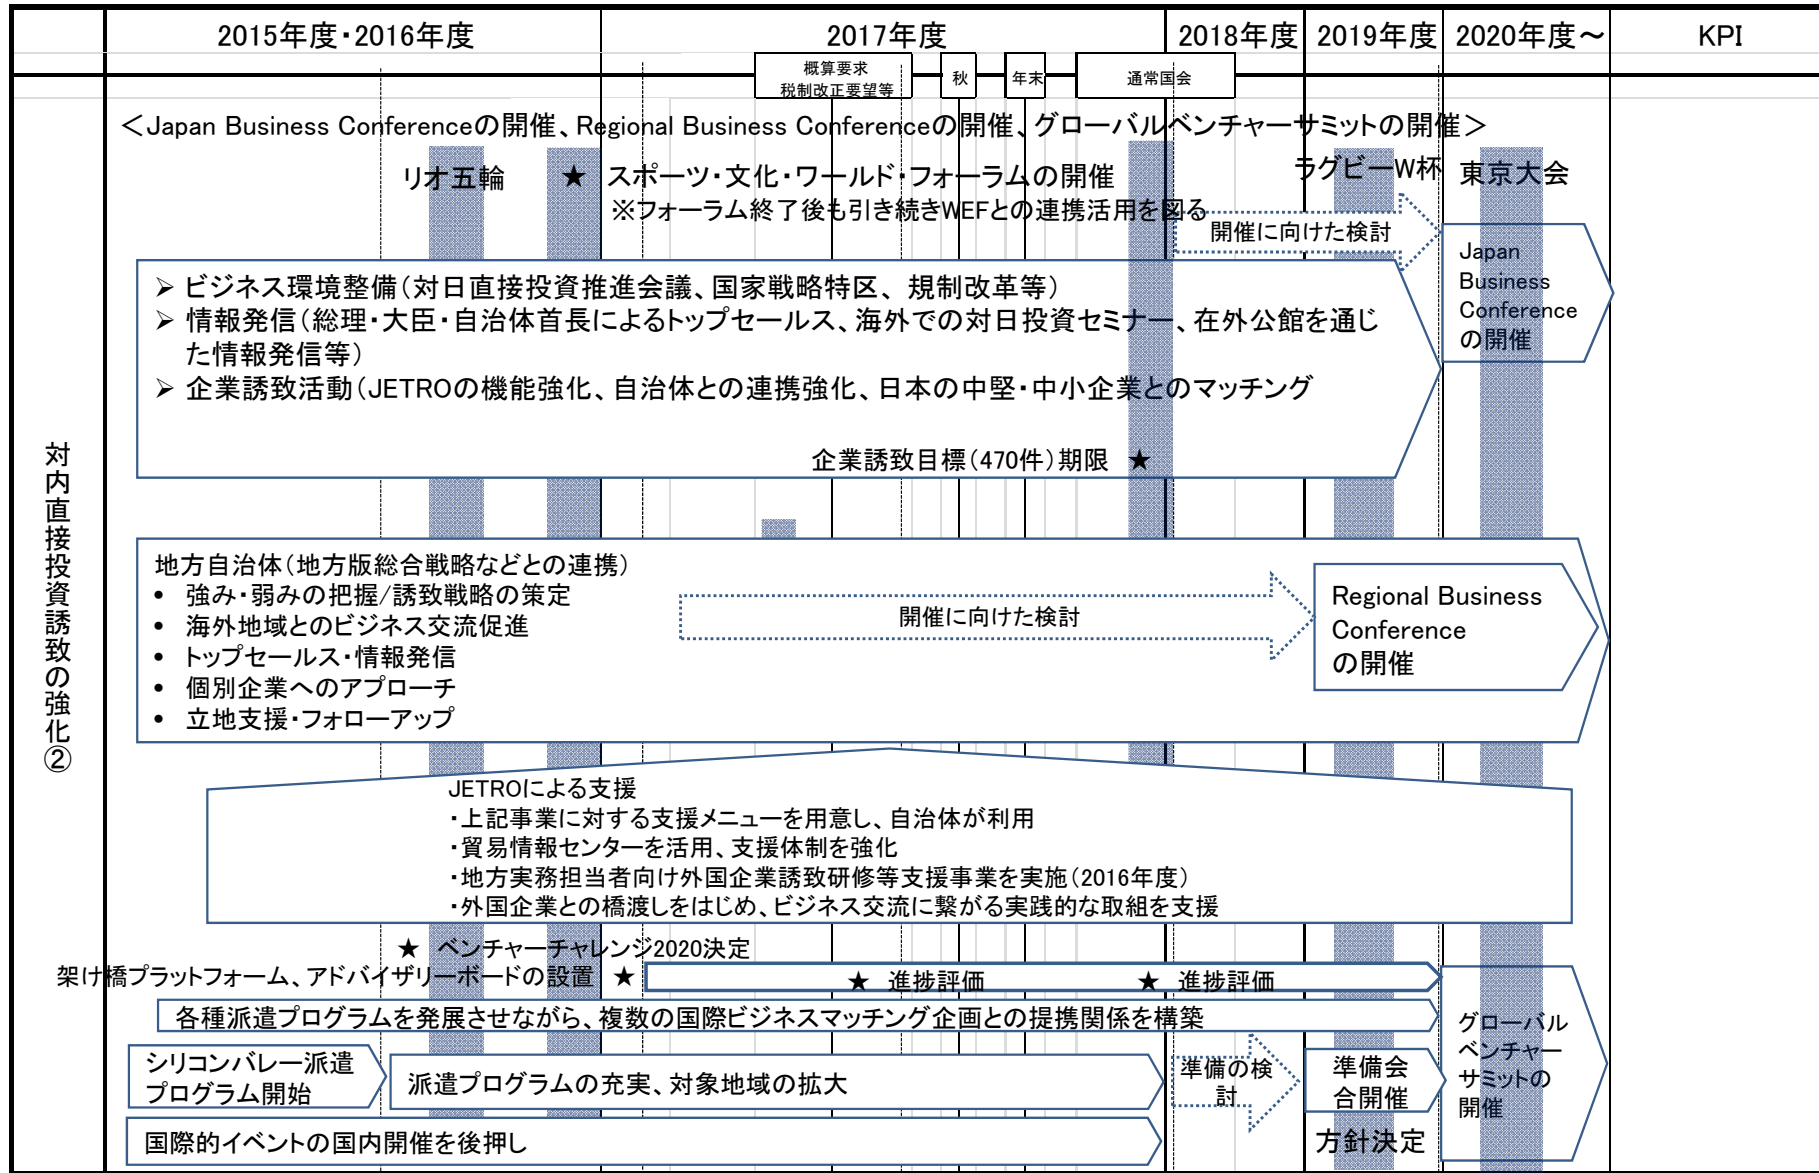 2015年度・2016年度
2017年度
2018年度
2019年度
2020年度～
KPI
概算要求
税制改正要望等
秋
年末
通常国会
対内直接投資誘致の強化②
＜Japan Business Conferenceの開催、Regional Business Conferenceの開催、グローバルベンチャーサミットの開催＞
リオ五輪
★ スポーツ・文化・ワールド・フォーラムの開催
※フォーラム終了後も引き続きWEFとの連携活用を図る
ラグビーW杯
東京大会
開催に向けた検討
Japan
Business
Conference
の開催
➢ ビジネス環境整備（対日直接投資推進会議、国家戦略特区、 規制改革等）
➢ 情報発信（総理・大臣・自治体首長によるトップセールス、海外での対日投資セミナー、在外公館を通じ
た情報発信等）
➢ 企業誘致活動（JETROの機能強化、自治体との連携強化、日本の中堅・中小企業とのマッチング
企業誘致目標（470件）期限 ★
地方自治体（地方版総合戦略などとの連携）
• 強み・弱みの把握/誘致戦略の策定
• 海外地域とのビジネス交流促進
• トップセールス・情報発信
• 個別企業へのアプローチ
• 立地支援・フォローアップ
開催に向けた検討
Regional Business
Conference
の開催
JETROによる支援
・上記事業に対する支援メニューを用意し、自治体が利用
・貿易情報センターを活用、支援体制を強化
・地方実務担当者向け外国企業誘致研修等支援事業を実施（2016年度）
・外国企業との橋渡しをはじめ、ビジネス交流に繋がる実践的な取組を支援
★ ベンチャーチャレンジ2020決定
架け橋プラットフォーム、アドバイザリーボードの設置 ★
★ 進捗評価
★ 進捗評価
各種派遣プログラムを発展させながら、複数の国際ビジネスマッチング企画との提携関係を構築
シリコンバレー派遣
プログラム開始
派遣プログラムの充実、対象地域の拡大
準備の検
討
準備会
合開催
方針決定
グローバル
ベンチャー
サミットの
開催
国際的イベントの国内開催を後押し